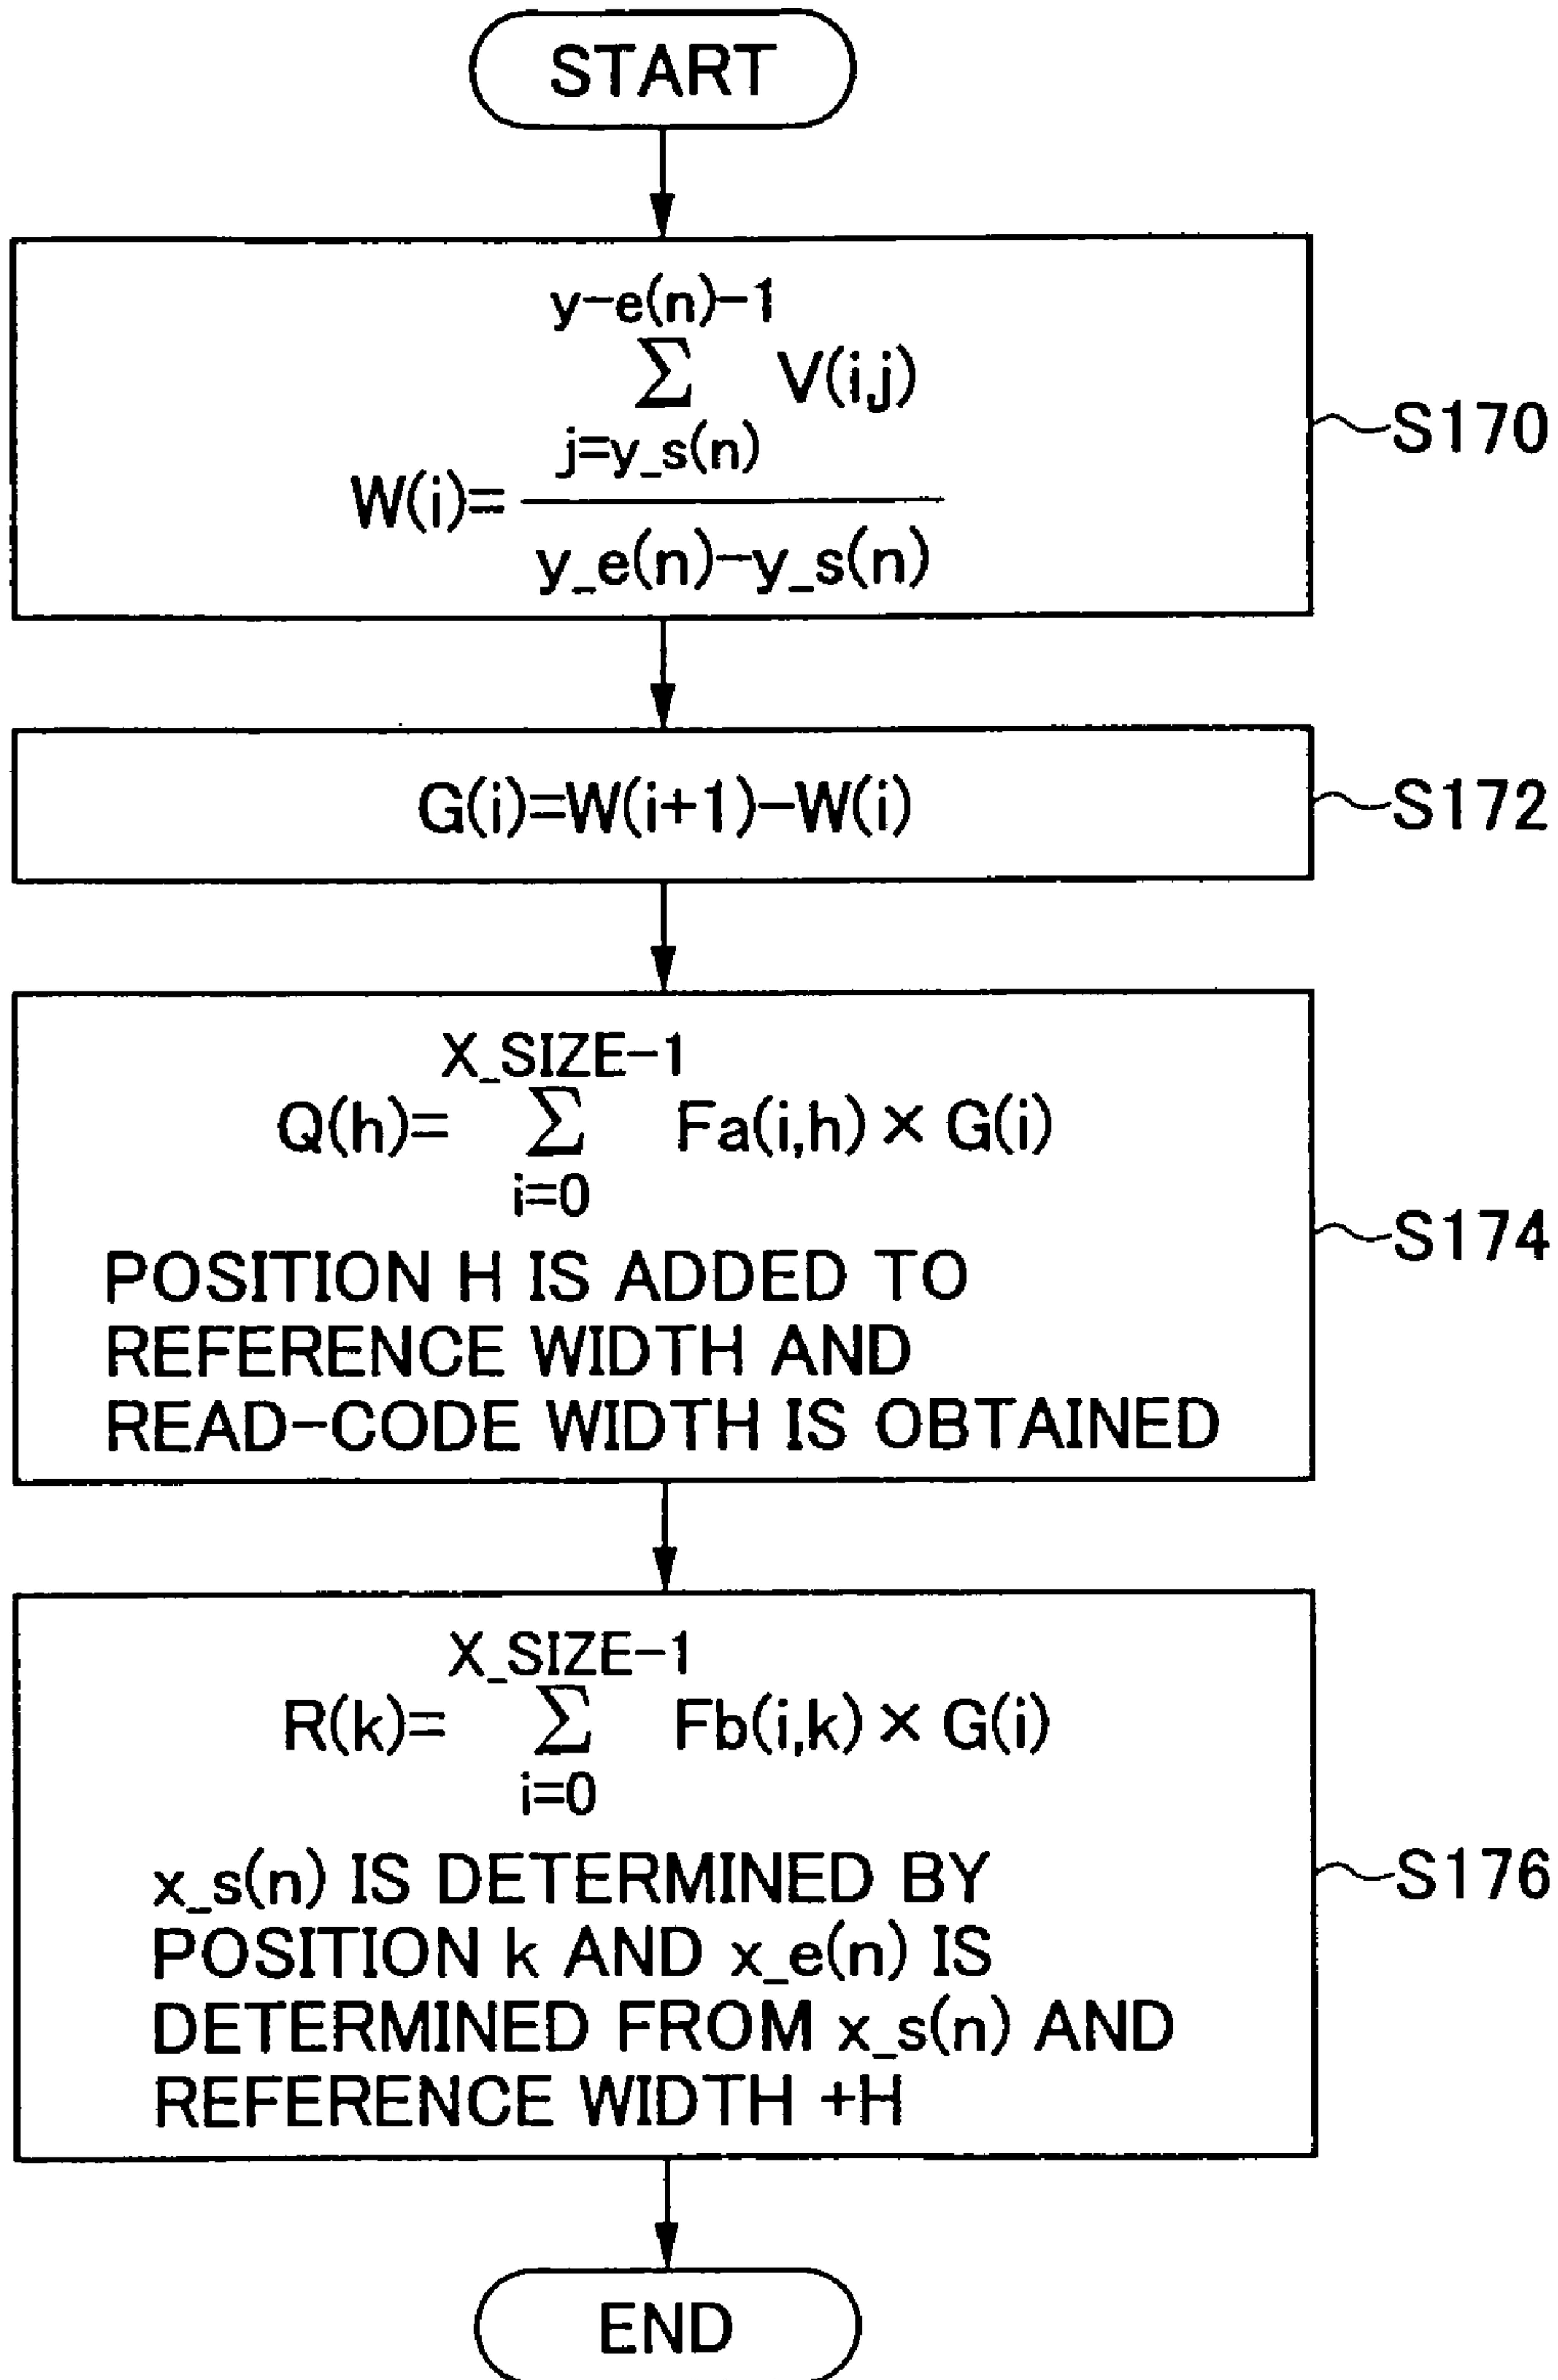 START
y-e(n)-1
Σ V(i,j)
j=y_s(n)
W(i)=
y_e(n)-y_s(n)
S170
G(i)=W(i+1)-W(i)
S172
X_SIZE-1
Q(h)= Σ Fa(i,h) × G(i)
i=0
POSITION H IS ADDED TO
REFERENCE WIDTH AND
READ-CODE WIDTH IS OBTAINED
S174
X_SIZE-1
R(k)= Σ Fb(i,k) × G(i)
i=0
x_s(n) IS DETERMINED BY
POSITION k AND x_e(n) IS
DETERMINED FROM x_s(n) AND
REFERENCE WIDTH +H
S176
END